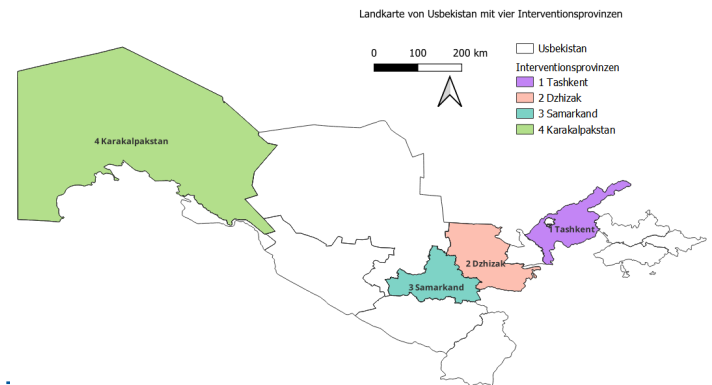 Landkarte von Usbekistan mit vier Interventionsprovinzen
0 100 200 km
Usbekistan
Interventionsprovinzen
1 Tashkent
2 Dzhizak
3 Samarkand
4 Karakalpakstan
4 Karakalpakstan
1 Tashkent
2 Dzhizak
3 Samarkand